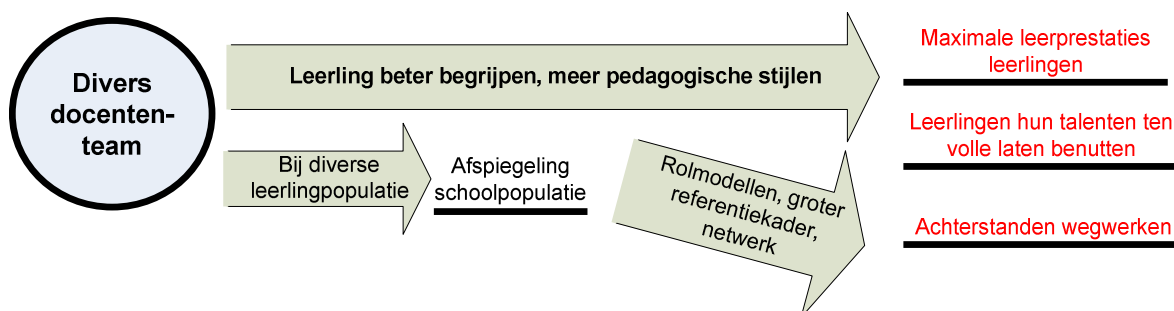 Divers
docenten-
team
Leerling beter begrijpen, meer pedagogische stijlen
Bij diverse
leerlingpopulatie
Afspiegeling
schoolpopulatie
Rolmodellen, groter
referentiekader,
netwerk
Maximale leerprestaties
leerlingen
Leerlingen hun talenten ten
volle laten benutten
Achterstanden wegwerken